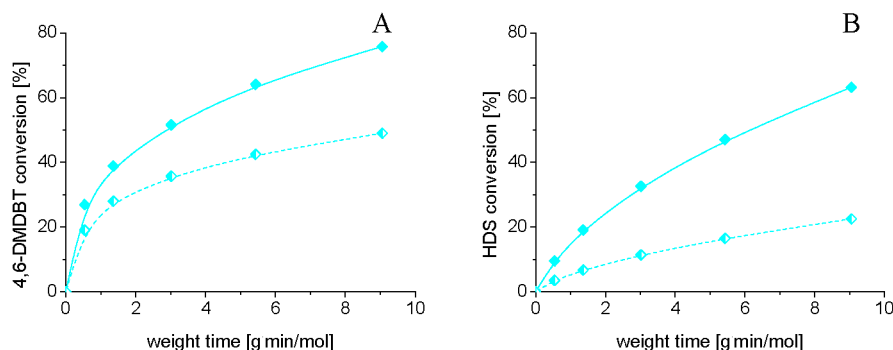 A
80
60
40
20
0
0 2 4 6 8 10
4,6-DMDBT conversion [%]
weight time [g min/mol]
B
80
60
40
20
0
0 2 4 6 8 10
HDS conversion [%]
weight time [g min/mol]